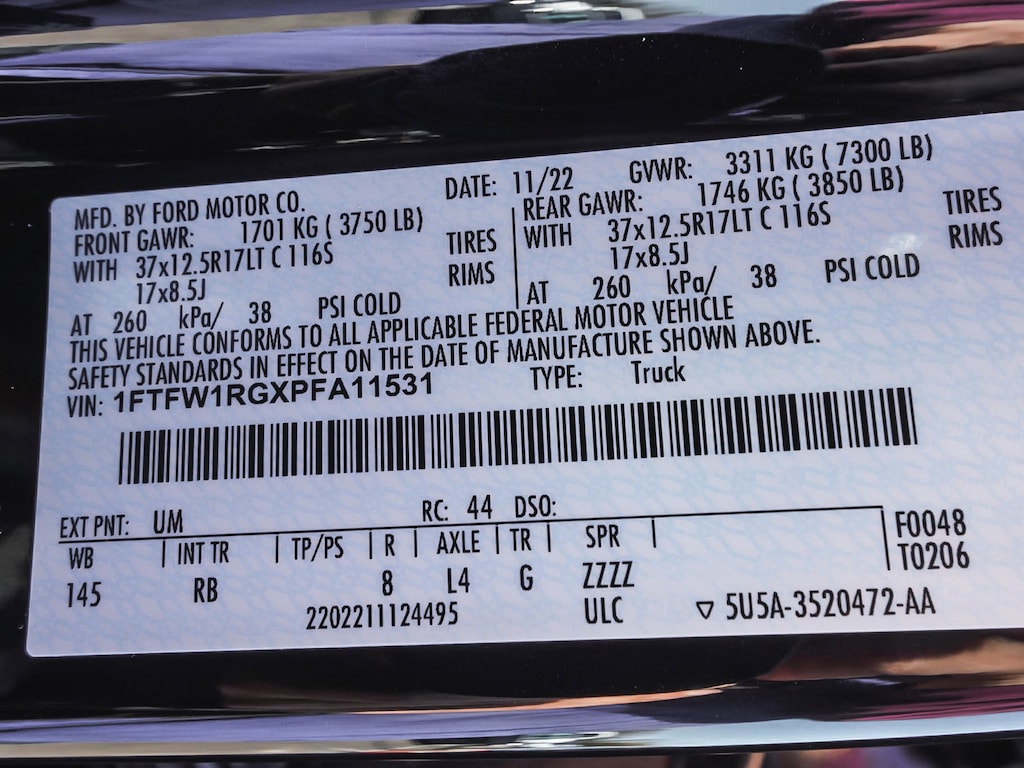 MFD. BY FORD MOTOR CO. DATE: 11/22 GVWR: 3311 KG ( 7300 LB)
FRONT GAWR: 1701 KG ( 3750 LB) REAR GAWR: 1746 KG ( 3850 LB)
WITH 37x12.5R17LT C 116S TIRES WITH 37x12.5R17LT C 116S TIRES
17x8.5J RIMS 17x8.5J RIMS
AT 260 kPa/ 38 PSI COLD AT 260 kPa/ 38 PSI COLD
THIS VEHICLE CONFORMS TO ALL APPLICABLE FEDERAL MOTOR VEHICLE
SAFETY STANDARDS IN EFFECT ON THE DATE OF MANUFACTURE SHOWN ABOVE.
VIN: 1FTFW1RGXPFA11531 TYPE: Truck
EXT PNT: UM RC: 44 DSO:
WB INT TR TP/PS R AXLE TR SPR F0048
145 RB 8 L4 G ZZZZ T0206
2202211124495 ULC ▽ 5U5A-3520472-AA